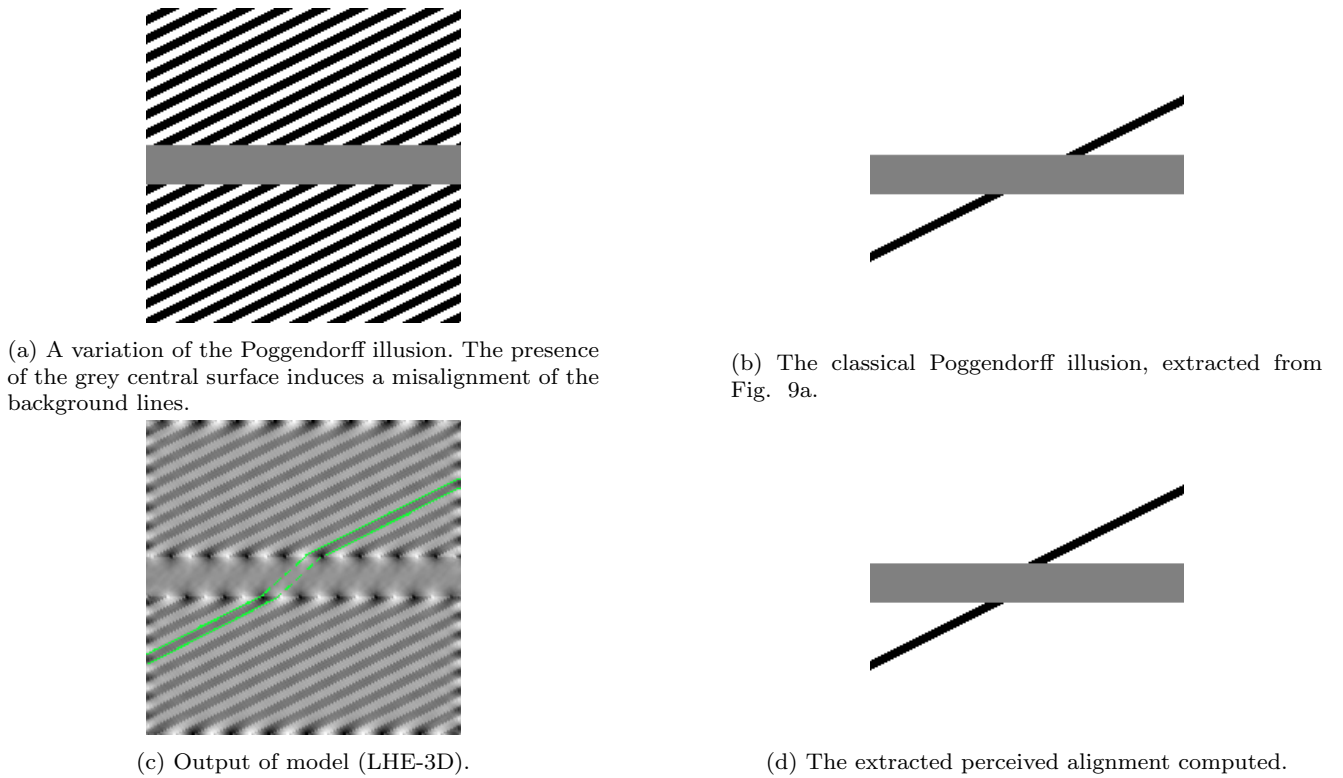 (a) A variation of the Poggendorff illusion. The presence
of the grey central surface induces a misalignment of the
background lines.
(b) The classical Poggendorff illusion, extracted from
Fig. 9a.
(c) Output of model (LHE-3D).
(d) The extracted perceived alignment computed.